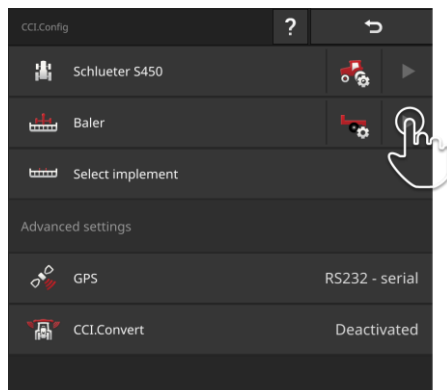 CCI.Config
?
Schlueter S450
Baler
Select implement
Advanced settings
GPS
RS232 - serial
CCI.Convert
Deactivated